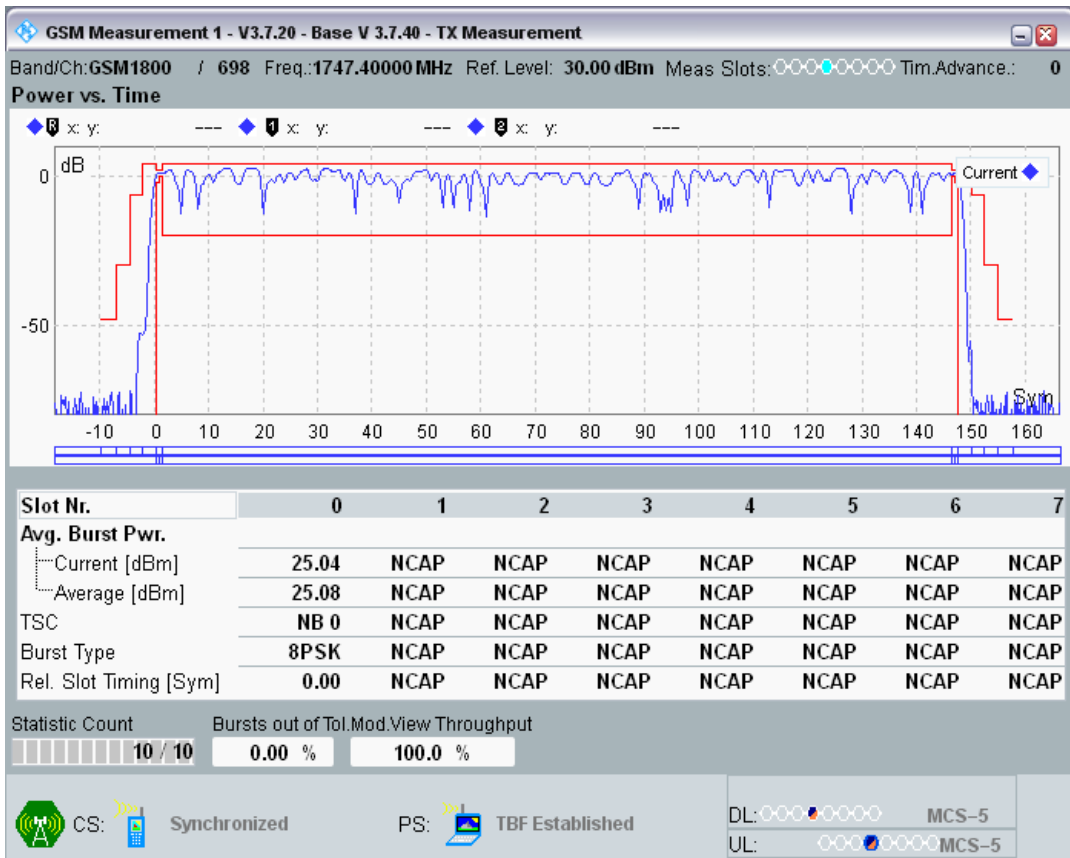 GSM Measurement 1 - V3.7.20 - Base V 3.7.40 - TX Measurement
Band/Ch:GSM1800 / 698 Freq.:1747.40000 MHz Ref. Level: 30.00 dBm Meas Slots: Tim.Advance.: 0
Power vs. Time
R x: y: --- 1 x: y: --- 2 x: y: ---
dB
Current
0
-50
Sym
-10 0 10 20 30 40 50 60 70 80 90 100 110 120 130 140 150 160
Slot Nr. 0 1 2 3 4 5 6 7
Avg. Burst Pwr.
Current [dBm] 25.04 NCAP NCAP NCAP NCAP NCAP NCAP NCAP
Average [dBm] 25.08 NCAP NCAP NCAP NCAP NCAP NCAP NCAP
TSC NB 0 NCAP NCAP NCAP NCAP NCAP NCAP NCAP
Burst Type 8PSK NCAP NCAP NCAP NCAP NCAP NCAP NCAP
Rel. Slot Timing [Sym] 0.00 NCAP NCAP NCAP NCAP NCAP NCAP NCAP
Statistic Count Bursts out of Tol.Mod.View Throughput
10 / 10 0.00 % 100.0 %
CS: Synchronized PS: TBF Established
DL: MCS-5
UL: MCS-5